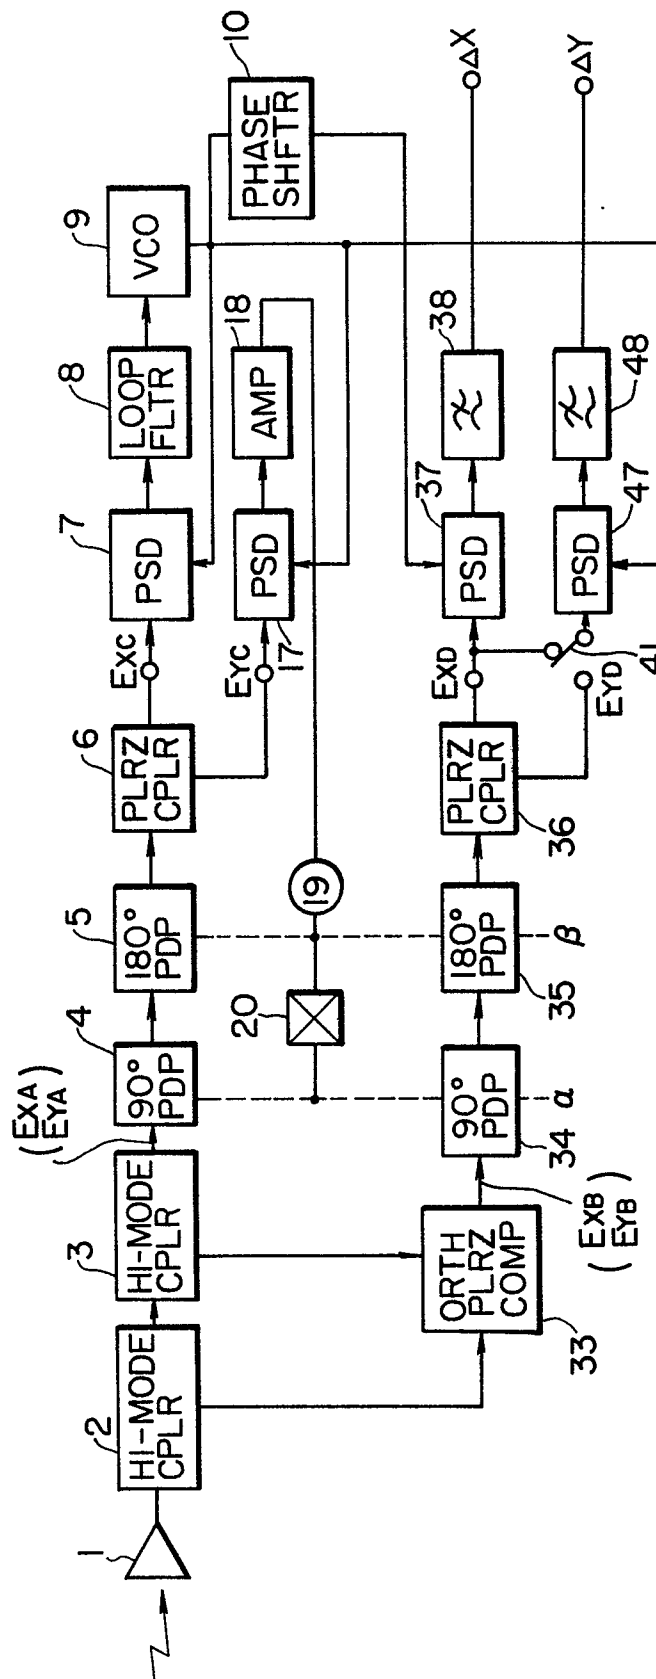 1
2
HI-MODE
CPLR
3
HI-MODE
CPLR
(EXA
EYA)
4
90°
PDP
5
180°
PDP
6
PLRZ
CPLR
EXC
7
PSD
8
LOOP
FLTR
9
VCO
10
PHASE
SHFTR
EYC
17
PSD
18
AMP
19
20
33
ORTH
PLRZ
COMP
(EXB
EYB)
34
90°
PDP
α
35
180°
PDP
β
36
PLRZ
CPLR
EXD
37
PSD
38
ΔX
EYD
41
47
PSD
48
ΔY